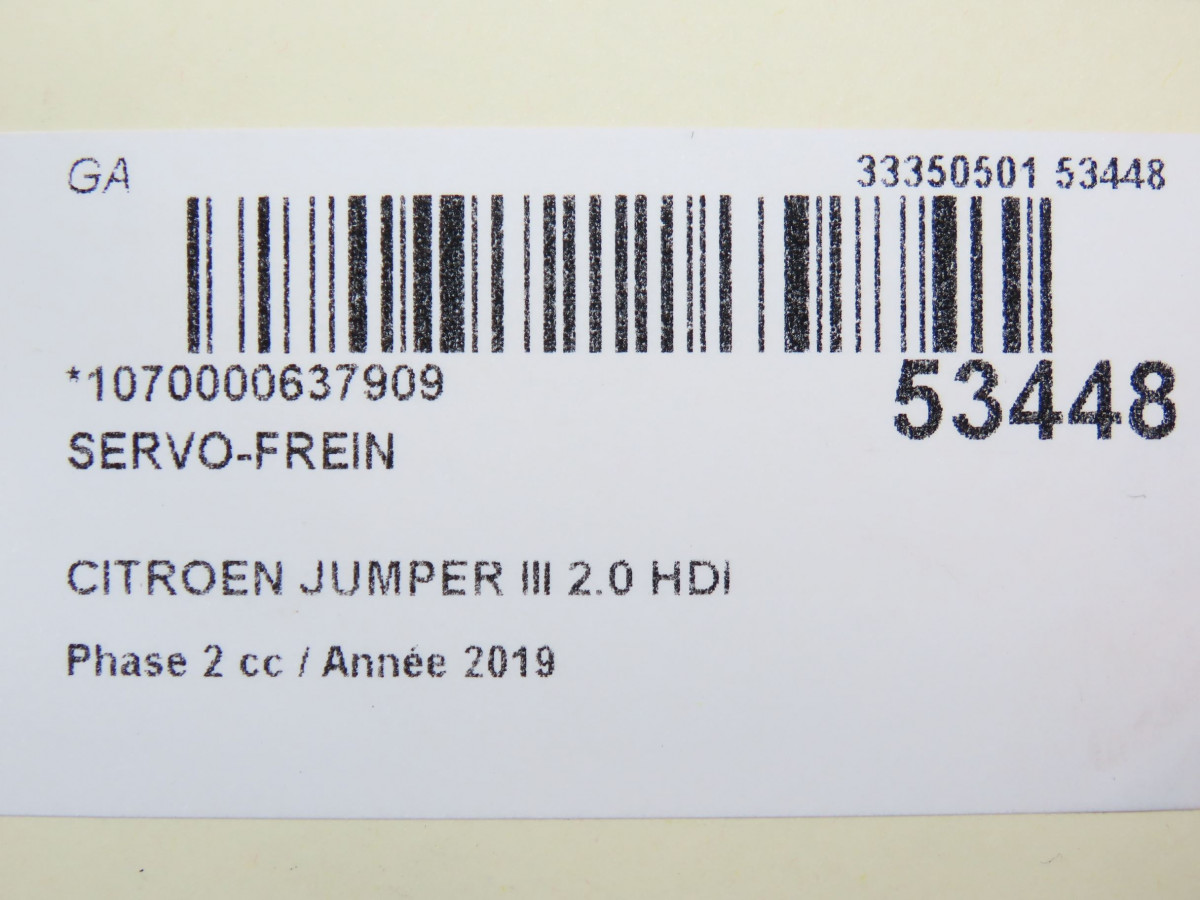 GA
33350501 53448
*1070000637909
53448
SERVO-FREIN
CITROEN JUMPER III 2.0 HDI
Phase 2 cc / Année 2019